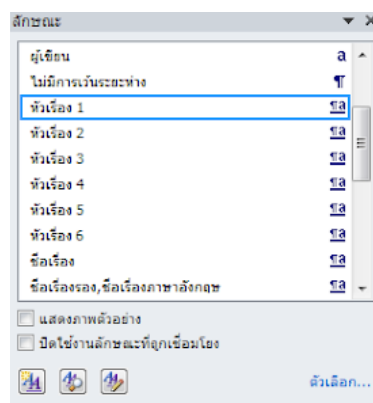 ลักษณะ
ผู้เขียน a
ไม่มีการเว้นระยะห่าง ¶
หัวเรื่อง 1 ¶a
หัวเรื่อง 2 ¶a
หัวเรื่อง 3 ¶a
หัวเรื่อง 4 ¶a
หัวเรื่อง 5 ¶a
หัวเรื่อง 6 ¶a
ชื่อเรื่อง ¶a
ชื่อเรื่องรอง,ชื่อเรื่องภาษาอังกฤษ ¶a
แสดงภาพตัวอย่าง
ปิดใช้งานลักษณะที่ถูกเชื่อมโยง
ตัวเลือก...